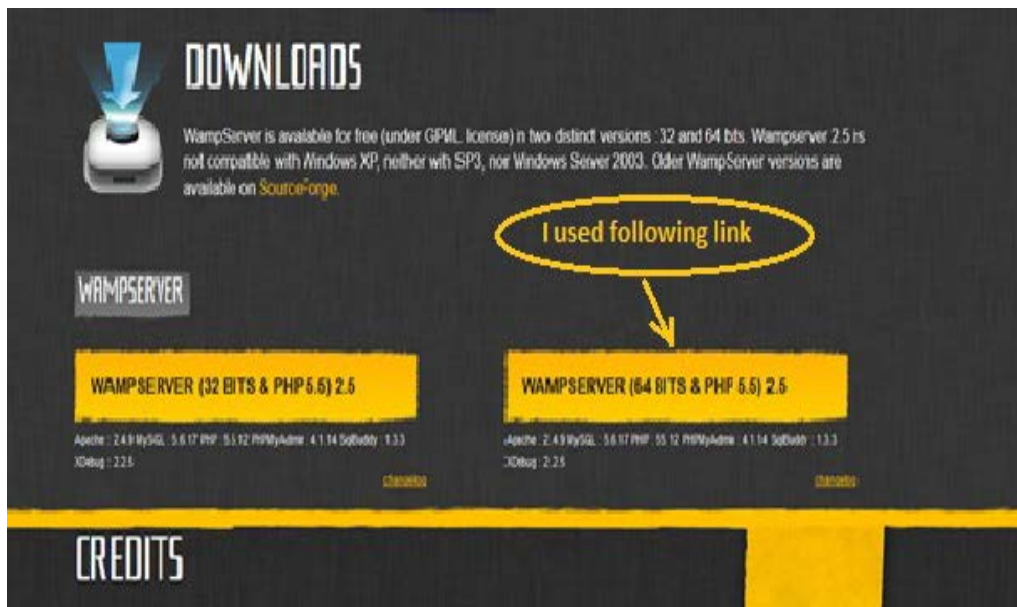 DOWNLOADS
WampServer is available for free (under GPML license) in two distinct versions : 32 and 64 bits. Wampserver 2.5 is
not compatible with Windows XP, neither with SP3, nor Windows Server 2003. Older WampServer versions are
available on SourceForge.
I used following link
WAMPSERVER
WAMPSERVER (32 BITS & PHP 5.5) 2.5
WAMPSERVER (64 BITS & PHP 5.5) 2.5
Apache : 2.4.9 MySQL : 5.6.17 PHP : 5.5.12 PHPMyAdmin : 4.1.14 SqlBuddy : 1.3.3
XDebug : 2.2.5
changelog
Apache : 2.4.9 MySQL : 5.6.17 PHP : 5.5.12 PHPMyAdmin : 4.1.14 SqlBuddy : 1.3.3
XDebug : 2.2.5
changelog
CREDITS